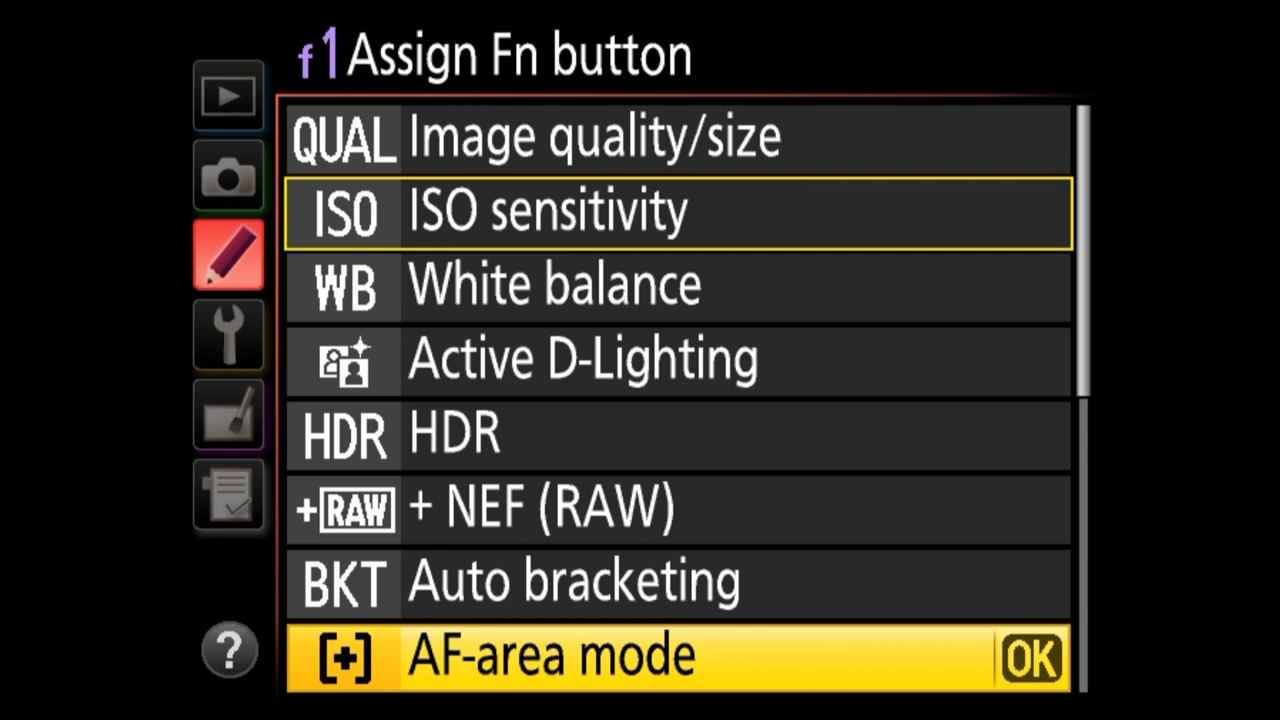 f1 Assign Fn button
QUAL Image quality/size
ISO ISO sensitivity
WB White balance
Active D-Lighting
HDR HDR
+RAW + NEF (RAW)
BKT Auto bracketing
[+] AF-area mode OK
?